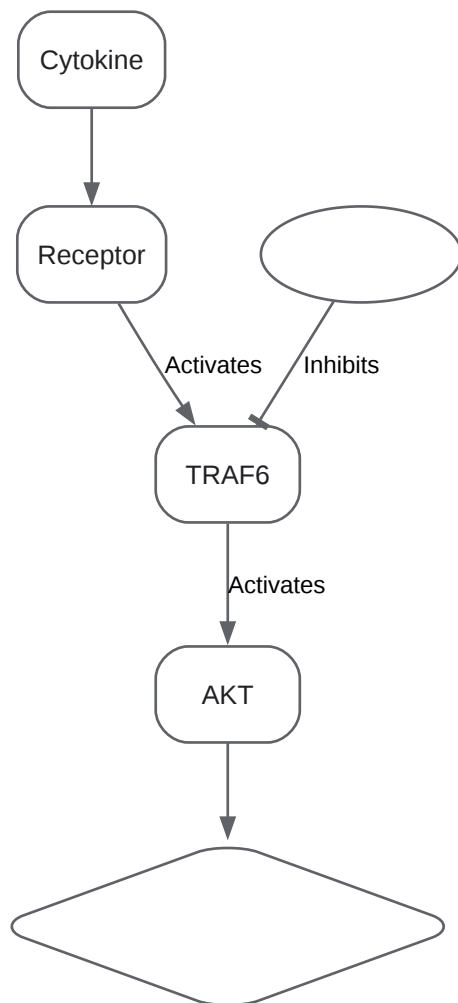 Cytokine
Receptor
Activates
Inhibits
TRAF6
Activates
AKT